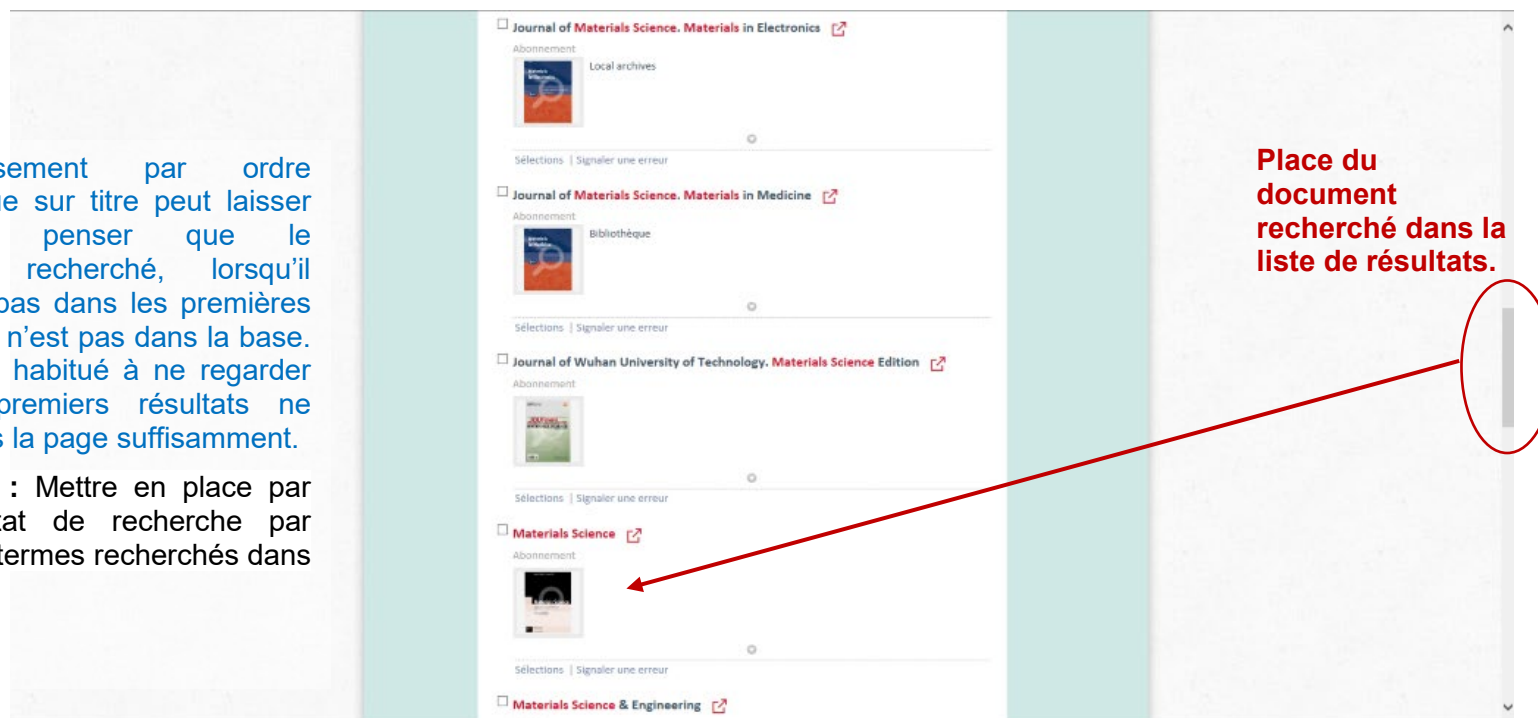 sement par ordre
ue sur titre peut laisser
penser que le
recherché, lorsqu’il
pas dans les premières
n’est pas dans la base.
habitué à ne regarder
premiers résultats ne
s la page suffisamment.
: Mettre en place par
tat de recherche par
termes recherchés dans
Journal of Materials Science. Materials in Electronics
Abonnement
Local archives
Sélections | Signaler une erreur
Journal of Materials Science. Materials in Medicine
Abonnement
Bibliothèque
Sélections | Signaler une erreur
Journal of Wuhan University of Technology. Materials Science Edition
Abonnement
Sélections | Signaler une erreur
Materials Science
Abonnement
Sélections | Signaler une erreur
Materials Science & Engineering
Place du
document
recherché dans la
liste de résultats.